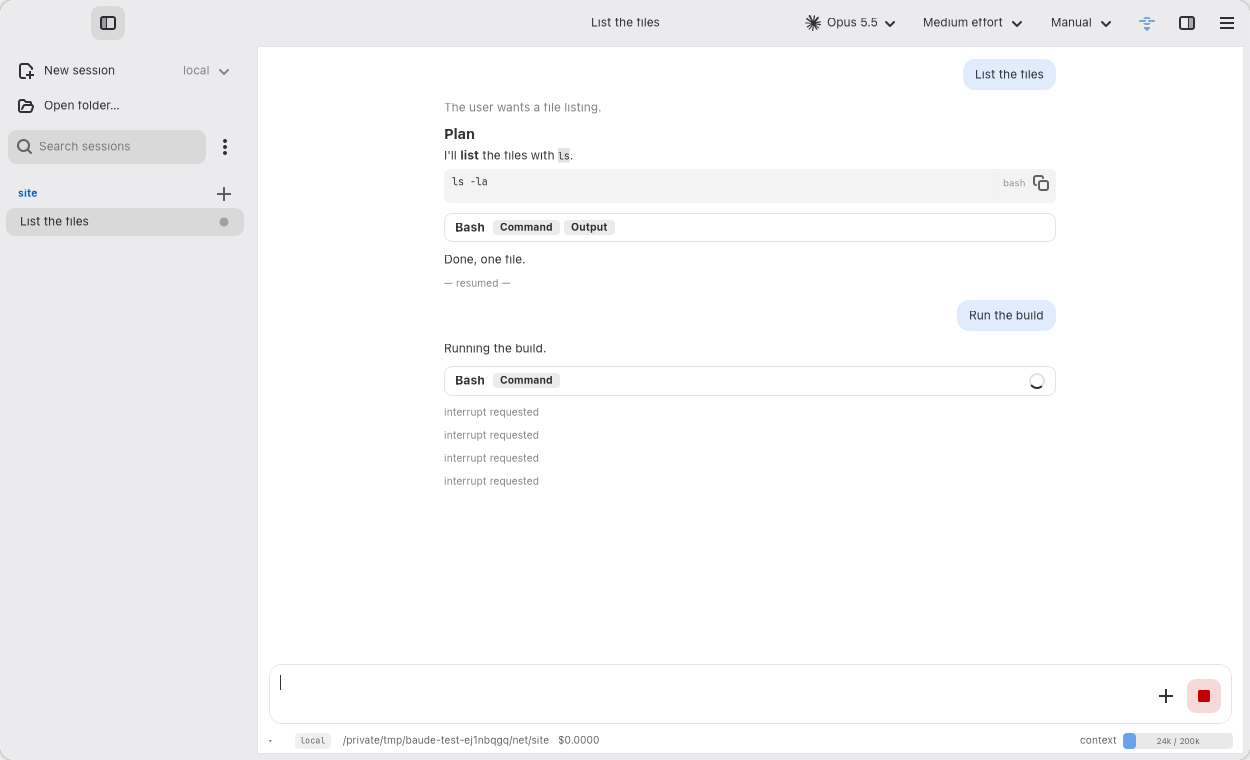 List the files
Opus 5.5
Medium effort
Manual
New session
local
Open folder...
Search sessions
site
List the files
List the files
The user wants a file listing.
Plan
I'll list the files with ls.
ls -la
bash
Bash Command Output
Done, one file.
— resumed —
Run the build
Running the build.
Bash Command
interrupt requested
interrupt requested
interrupt requested
interrupt requested
local /private/tmp/baude-test-ej1nbqgq/net/site $0.0000
context 24k / 200k